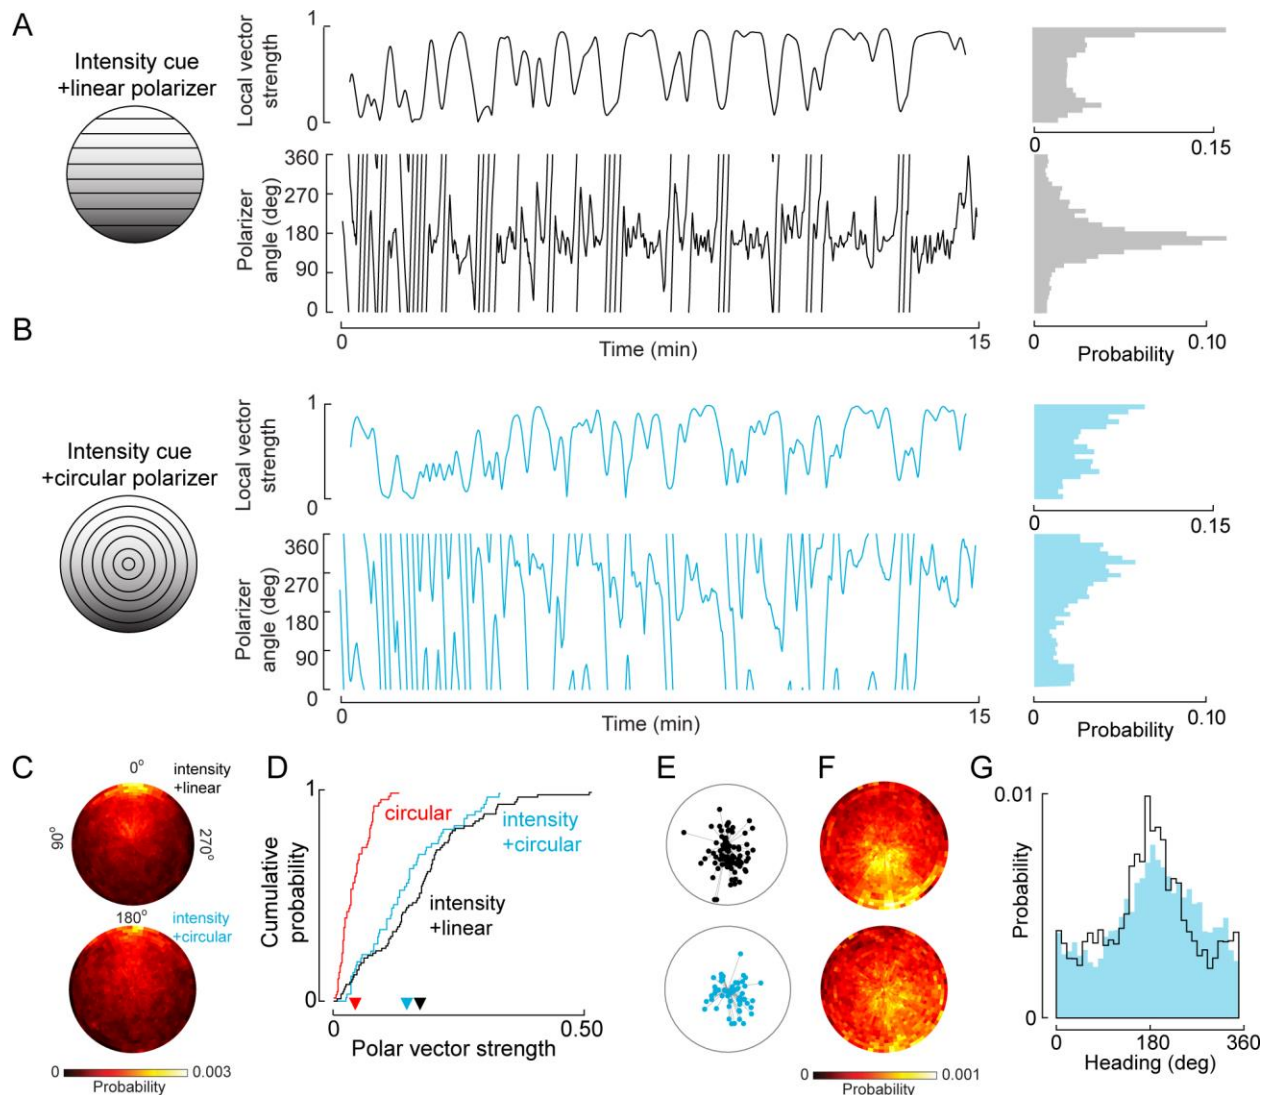 A
Intensity cue
+linear polarizer
Local vector
strength
1
0
0
0.15
Polarizer
angle (deg)
360
270
180
90
0
0
Time (min)
15
0
0.10
Probability
B
Intensity cue
+circular polarizer
Local vector
strength
1
0
0
0.15
Polarizer
angle (deg)
360
270
180
90
0
0
Time (min)
15
0
0.10
Probability
C
0°
intensity
+linear
90°
270°
180°
intensity
+circular
0
0.003
Probability
D
Cumulative
probability
1
0
circular
intensity
+circular
intensity
+linear
0
0.50
Polar vector strength
E
F
0
0.001
Probability
G
Probability
0.01
0
0
180
360
Heading (deg)